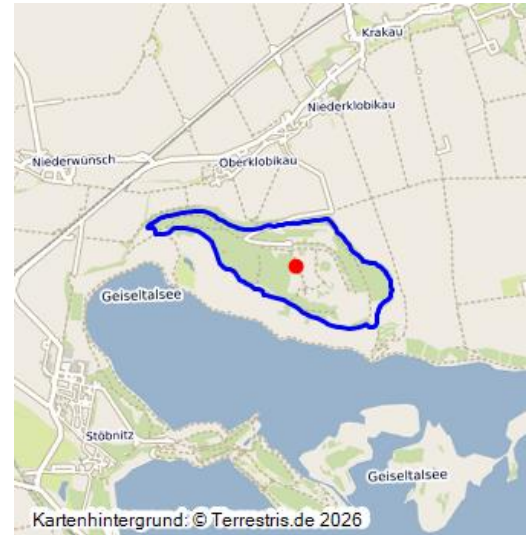 Krakau
Niederklobikau
Niederwünsch
Oberklobikau
Geiseltalsee
Stöbnitz
Geiseltalsee
Kartenhintergrund: © Terrestris.de 2026